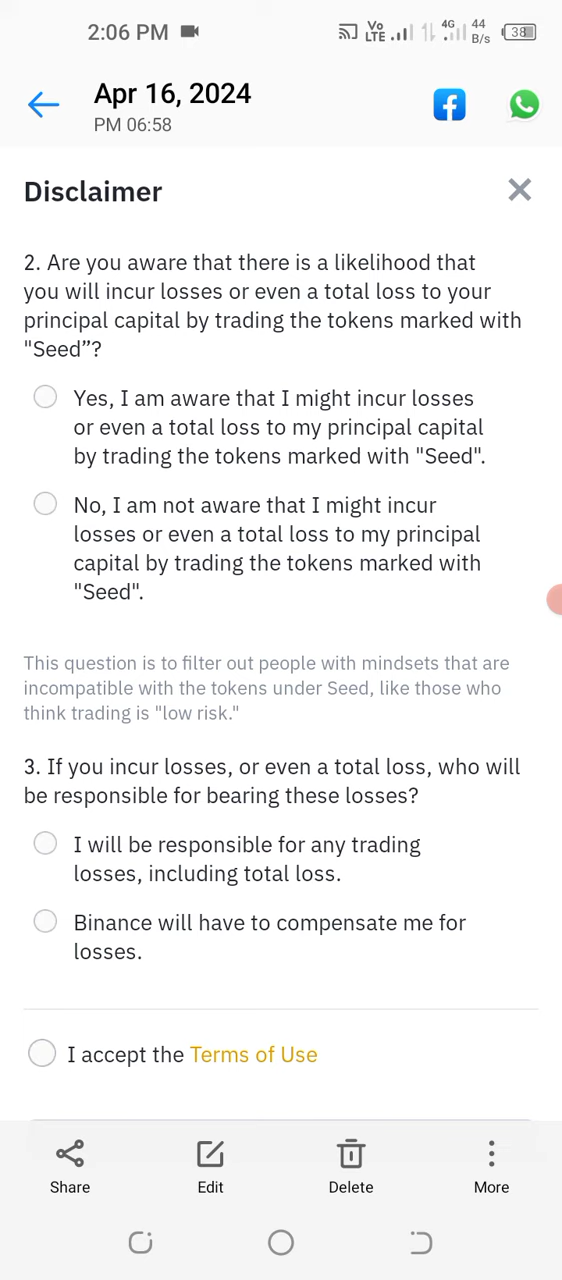 2:06 PM
Vo LTE 4G 44 B/s 38
Apr 16, 2024
PM 06:58
Disclaimer
2. Are you aware that there is a likelihood that
you will incur losses or even a total loss to your
principal capital by trading the tokens marked with
"Seed”?
Yes, I am aware that I might incur losses
or even a total loss to my principal capital
by trading the tokens marked with "Seed".
No, I am not aware that I might incur
losses or even a total loss to my principal
capital by trading the tokens marked with
"Seed".
This question is to filter out people with mindsets that are
incompatible with the tokens under Seed, like those who
think trading is "low risk."
3. If you incur losses, or even a total loss, who will
be responsible for bearing these losses?
I will be responsible for any trading
losses, including total loss.
Binance will have to compensate me for
losses.
I accept the Terms of Use
Share Edit Delete More